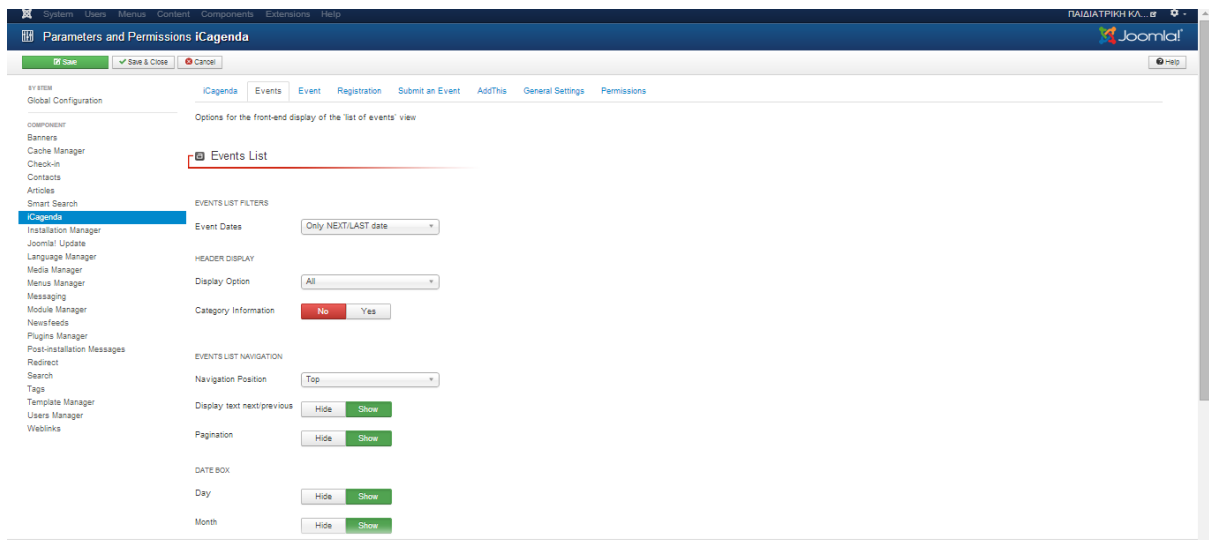 System Users Menus Content Components Extensions Help ΠΑΙΔΙΑΤΡΙΚΗ ΚΛ...
Parameters and Permissions iCagenda Joomla!
Save Save & Close Cancel Help
SYSTEM
Global Configuration
COMPONENT
Banners
Cache Manager
Check-in
Contacts
Articles
Smart Search
iCagenda
Installation Manager
Joomla! Update
Language Manager
Media Manager
Menus Manager
Messaging
Module Manager
Newsfeeds
Plugins Manager
Post-installation Messages
Redirect
Search
Tags
Template Manager
Users Manager
Weblinks
iCagenda Events Event Registration Submit an Event AddThis General Settings Permissions
Options for the front-end display of the 'list of events' view
Events List
EVENTS LIST FILTERS
Event Dates Only NEXT/LAST date
HEADER DISPLAY
Display Option All
Category Information No Yes
EVENTS LIST NAVIGATION
Navigation Position Top
Display text next/previous Hide Show
Pagination Hide Show
DATE BOX
Day Hide Show
Month Hide Show